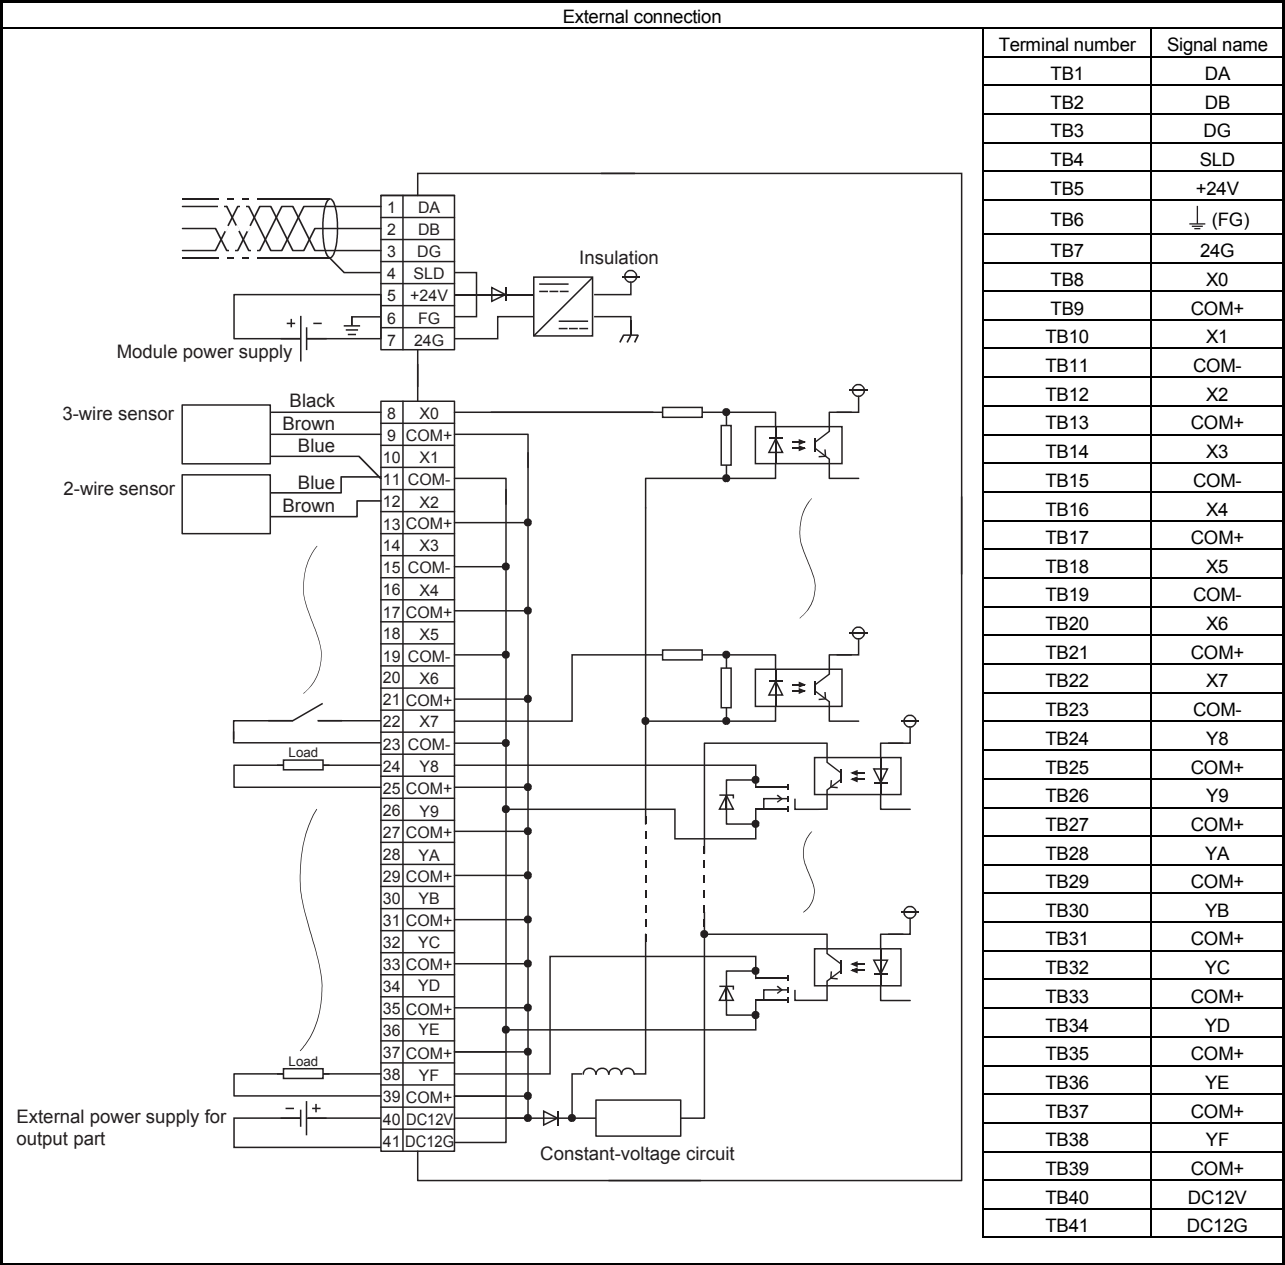 External connection
Terminal number Signal name
TB1 DA
TB2 DB
TB3 DG
TB4 SLD
TB5 +24V
TB6 (FG)
TB7 24G
TB8 X0
TB9 COM+
TB10 X1
TB11 COM-
TB12 X2
TB13 COM+
TB14 X3
TB15 COM-
TB16 X4
TB17 COM+
TB18 X5
TB19 COM-
TB20 X6
TB21 COM+
TB22 X7
TB23 COM-
TB24 Y8
TB25 COM+
TB26 Y9
TB27 COM+
TB28 YA
TB29 COM+
TB30 YB
TB31 COM+
TB32 YC
TB33 COM+
TB34 YD
TB35 COM+
TB36 YE
TB37 COM+
TB38 YF
TB39 COM+
TB40 DC12V
TB41 DC12G
1 DA
2 DB
3 DG
4 SLD
5 +24V
6 FG
7 24G
Insulation
+ −
Module power supply
3-wire sensor
Black
Brown
Blue
2-wire sensor
Blue
Brown
8 X0
9 COM+
10 X1
11 COM-
12 X2
13 COM+
14 X3
15 COM-
16 X4
17 COM+
18 X5
19 COM-
20 X6
21 COM+
22 X7
23 COM-
Load
24 Y8
25 COM+
26 Y9
27 COM+
28 YA
29 COM+
30 YB
31 COM+
32 YC
33 COM+
34 YD
35 COM+
36 YE
37 COM+
Load
38 YF
39 COM+
− +
40 DC12V
41 DC12G
External power supply for
output part
Constant-voltage circuit